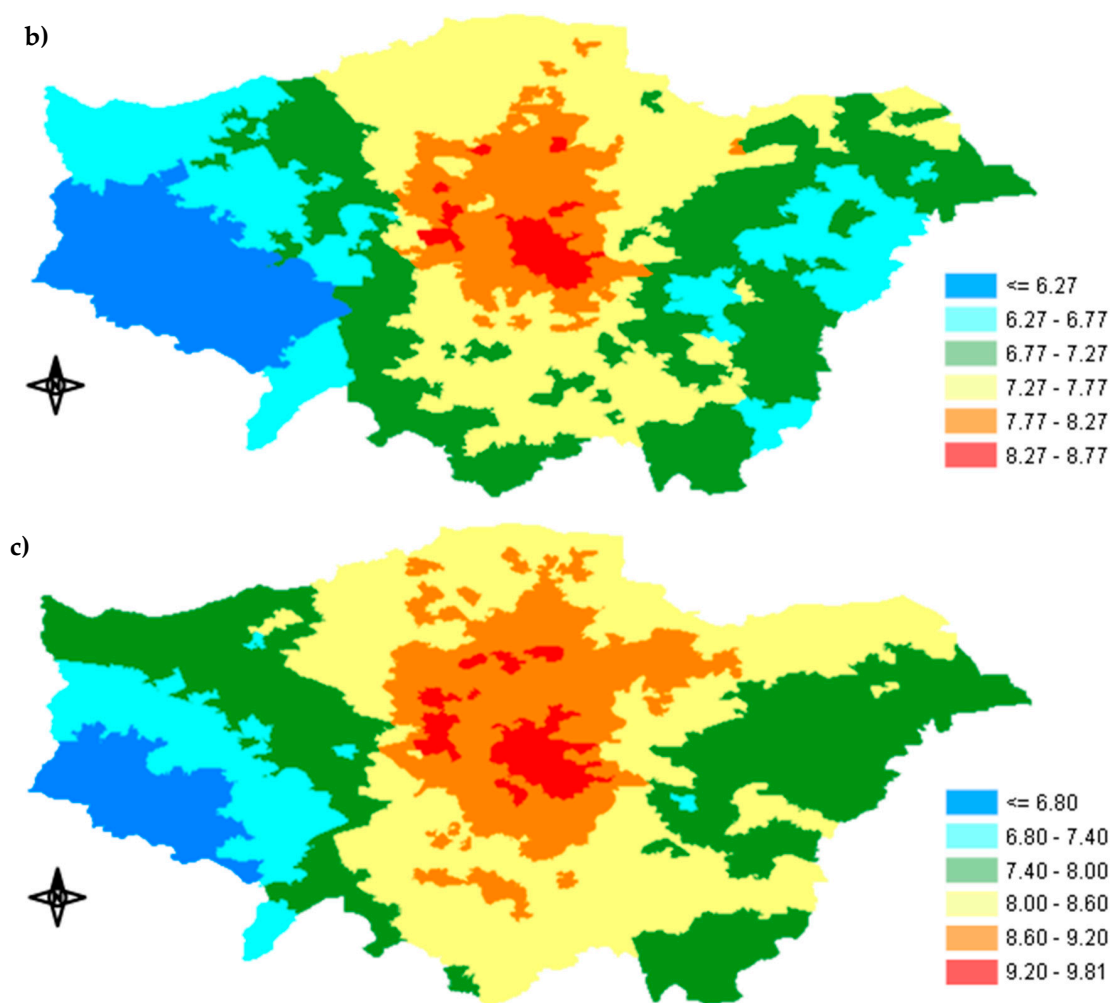 b)
<= 6.27
6.27 - 6.77
6.77 - 7.27
7.27 - 7.77
7.77 - 8.27
8.27 - 8.77
N
c)
<= 6.80
6.80 - 7.40
7.40 - 8.00
8.00 - 8.60
8.60 - 9.20
9.20 - 9.81
N